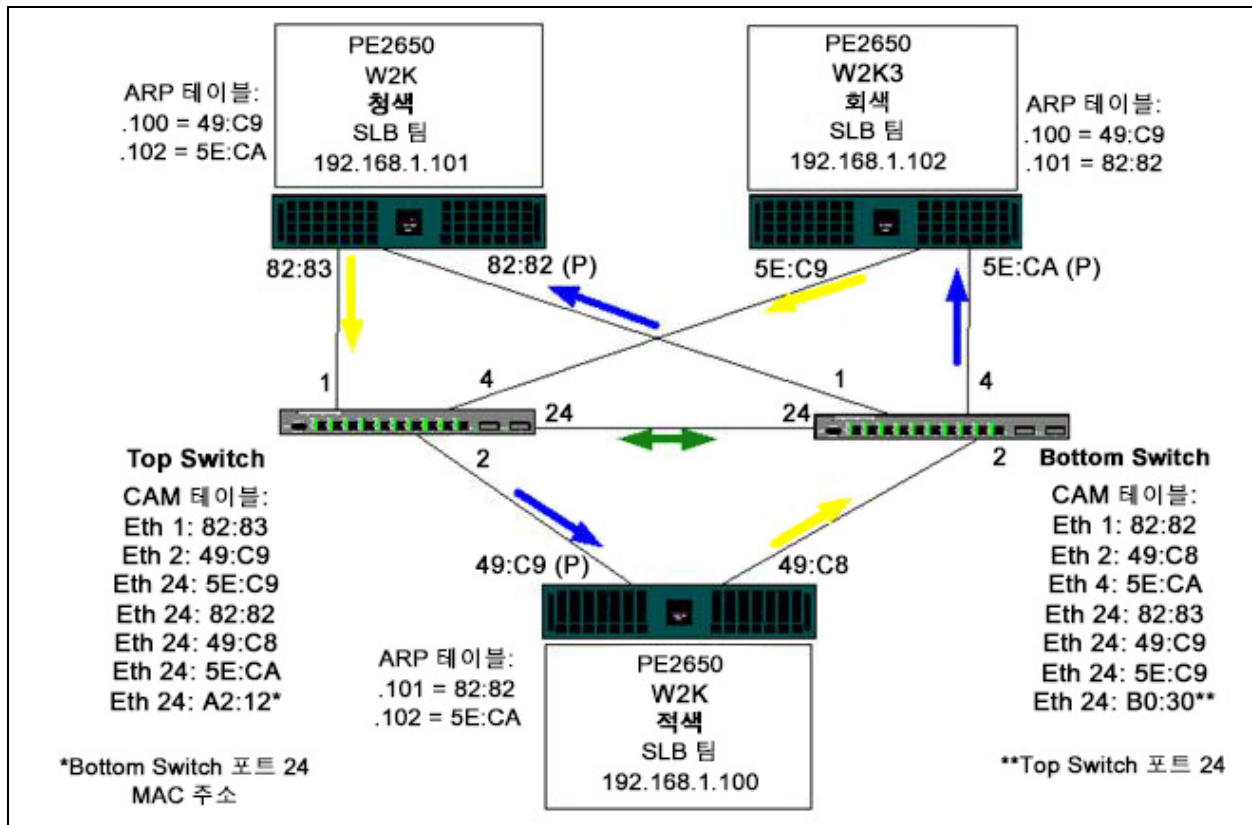 PE2650
W2K
청색
SLB 팀
192.168.1.101
ARP 테이블:
.100 = 49:C9
.102 = 5E:CA
PE2650
W2K3
회색
SLB 팀
192.168.1.102
ARP 테이블:
.100 = 49:C9
.101 = 82:82
82:83
82:82 (P)
5E:C9
5E:CA (P)
1
4
24
2
24
1
4
2
Top Switch
CAM 테이블:
Eth 1: 82:83
Eth 2: 49:C9
Eth 24: 5E:C9
Eth 24: 82:82
Eth 24: 49:C8
Eth 24: 5E:CA
Eth 24: A2:12*
*Bottom Switch 포트 24
MAC 주소
Bottom Switch
CAM 테이블:
Eth 1: 82:82
Eth 2: 49:C8
Eth 4: 5E:CA
Eth 24: 82:83
Eth 24: 49:C9
Eth 24: 5E:C9
Eth 24: B0:30**
**Top Switch 포트 24
49:C9 (P)
49:C8
ARP 테이블:
.101 = 82:82
.102 = 5E:CA
PE2650
W2K
적색
SLB 팀
192.168.1.100